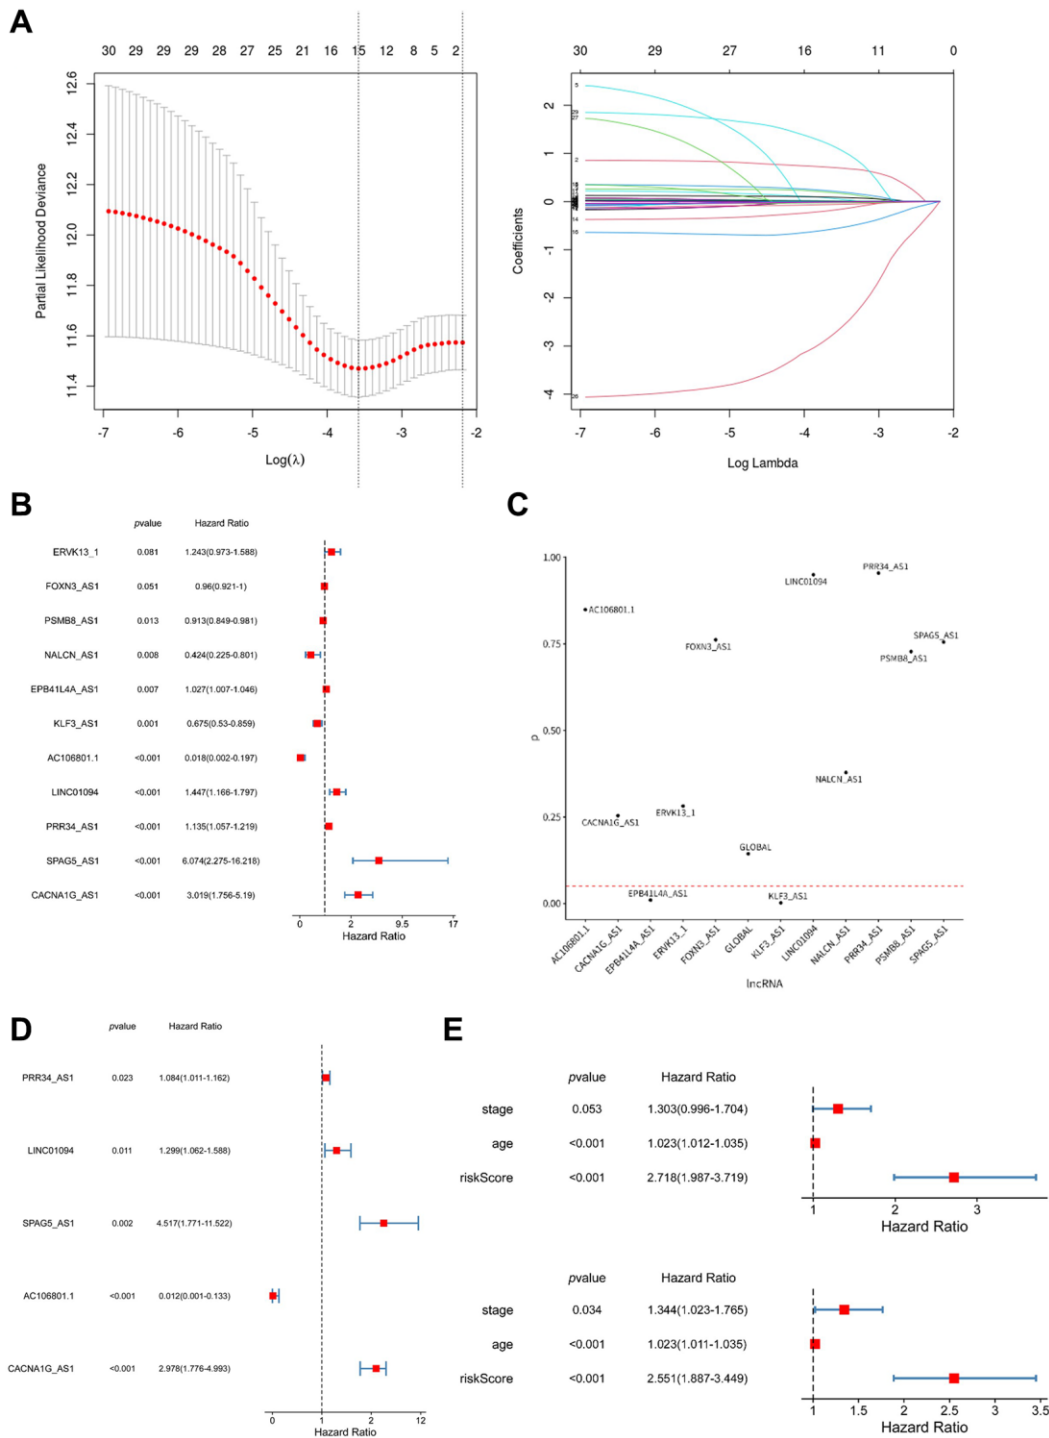 A
30 29 29 29 28 27 25 21 16 15 12 8 5 2
12.6
12.4
12.2
12.0
11.8
11.6
11.4
Partial Likelihood Deviance
-7 -6 -5 -4 -3 -2
Log(λ)
30 29 27 16 11 0
2
1
0
-1
-2
-3
-4
Coefficients
5
29
27
2
14
16
26
-7 -6 -5 -4 -3 -2
Log Lambda
B
pvalue Hazard Ratio
ERVK13_1 0.081 1.243(0.973-1.588)
FOXN3_AS1 0.051 0.96(0.921-1)
PSMB8_AS1 0.013 0.913(0.849-0.981)
NALCN_AS1 0.008 0.424(0.225-0.801)
EPB41L4A_AS1 0.007 1.027(1.007-1.046)
KLF3_AS1 0.001 0.675(0.53-0.859)
AC106801.1 <0.001 0.018(0.002-0.197)
LINC01094 <0.001 1.447(1.166-1.797)
PRR34_AS1 <0.001 1.135(1.057-1.219)
SPAG5_AS1 <0.001 6.074(2.275-16.218)
CACNA1G_AS1 <0.001 3.019(1.756-5.19)
0 2 9.5 17
Hazard Ratio
C
1.00
0.75
0.50
0.25
0.00
p
PRR34_AS1
LINC01094
AC106801.1
SPAG5_AS1
FOXN3_AS1
PSMB8_AS1
NALCN_AS1
ERVK13_1
CACNA1G_AS1
GLOBAL
EPB41L4A_AS1
KLF3_AS1
AC106801.1
CACNA1G_AS1
EPB41L4A_AS1
ERVK13_1
FOXN3_AS1
GLOBAL
KLF3_AS1
LINC01094
NALCN_AS1
PRR34_AS1
PSMB8_AS1
SPAG5_AS1
lncRNA
D
pvalue Hazard Ratio
PRR34_AS1 0.023 1.084(1.011-1.162)
LINC01094 0.011 1.299(1.062-1.588)
SPAG5_AS1 0.002 4.517(1.771-11.522)
AC106801.1 <0.001 0.012(0.001-0.133)
CACNA1G_AS1 <0.001 2.978(1.776-4.993)
0 1 2 12
Hazard Ratio
E
pvalue Hazard Ratio
stage 0.053 1.303(0.996-1.704)
age <0.001 1.023(1.012-1.035)
riskScore <0.001 2.718(1.987-3.719)
1 2 3
Hazard Ratio
pvalue Hazard Ratio
stage 0.034 1.344(1.023-1.765)
age <0.001 1.023(1.011-1.035)
riskScore <0.001 2.551(1.887-3.449)
1 1.5 2 2.5 3 3.5
Hazard Ratio